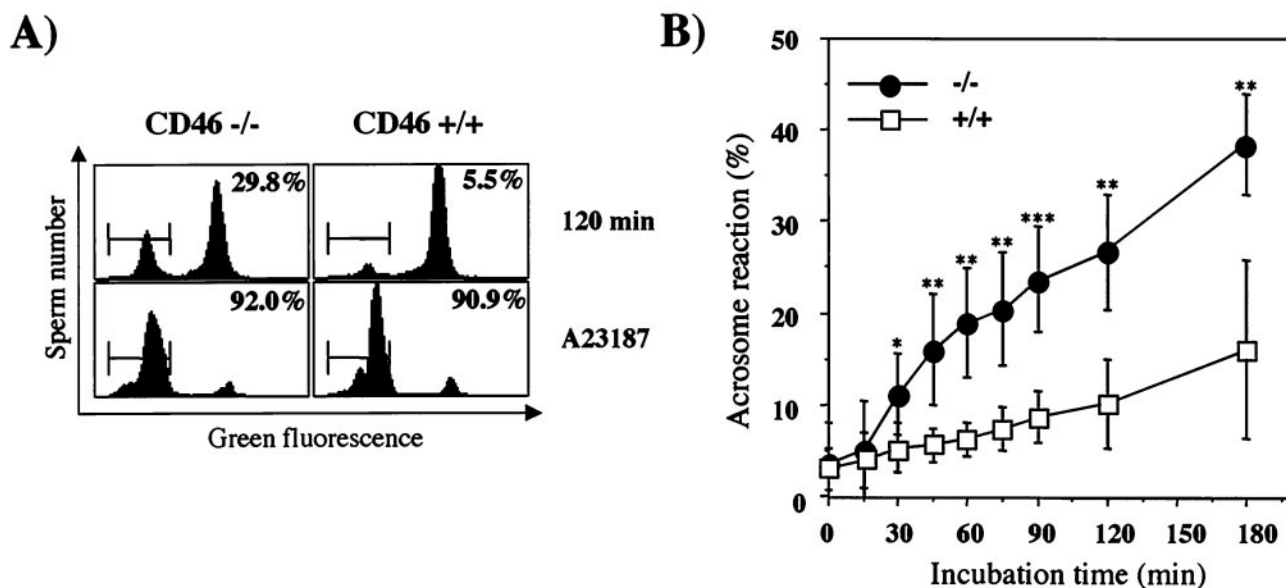 A)
CD46 -/- CD46 +/+
29.8% 5.5% 120 min
92.0% 90.9% A23187
Sperm number
Green fluorescence
B)
-/-
+/+
Acrosome reaction (%)
50
40
30
20
10
0
* ** ** ** *** ** **
0 30 60 90 120 150 180
Incubation time (min)